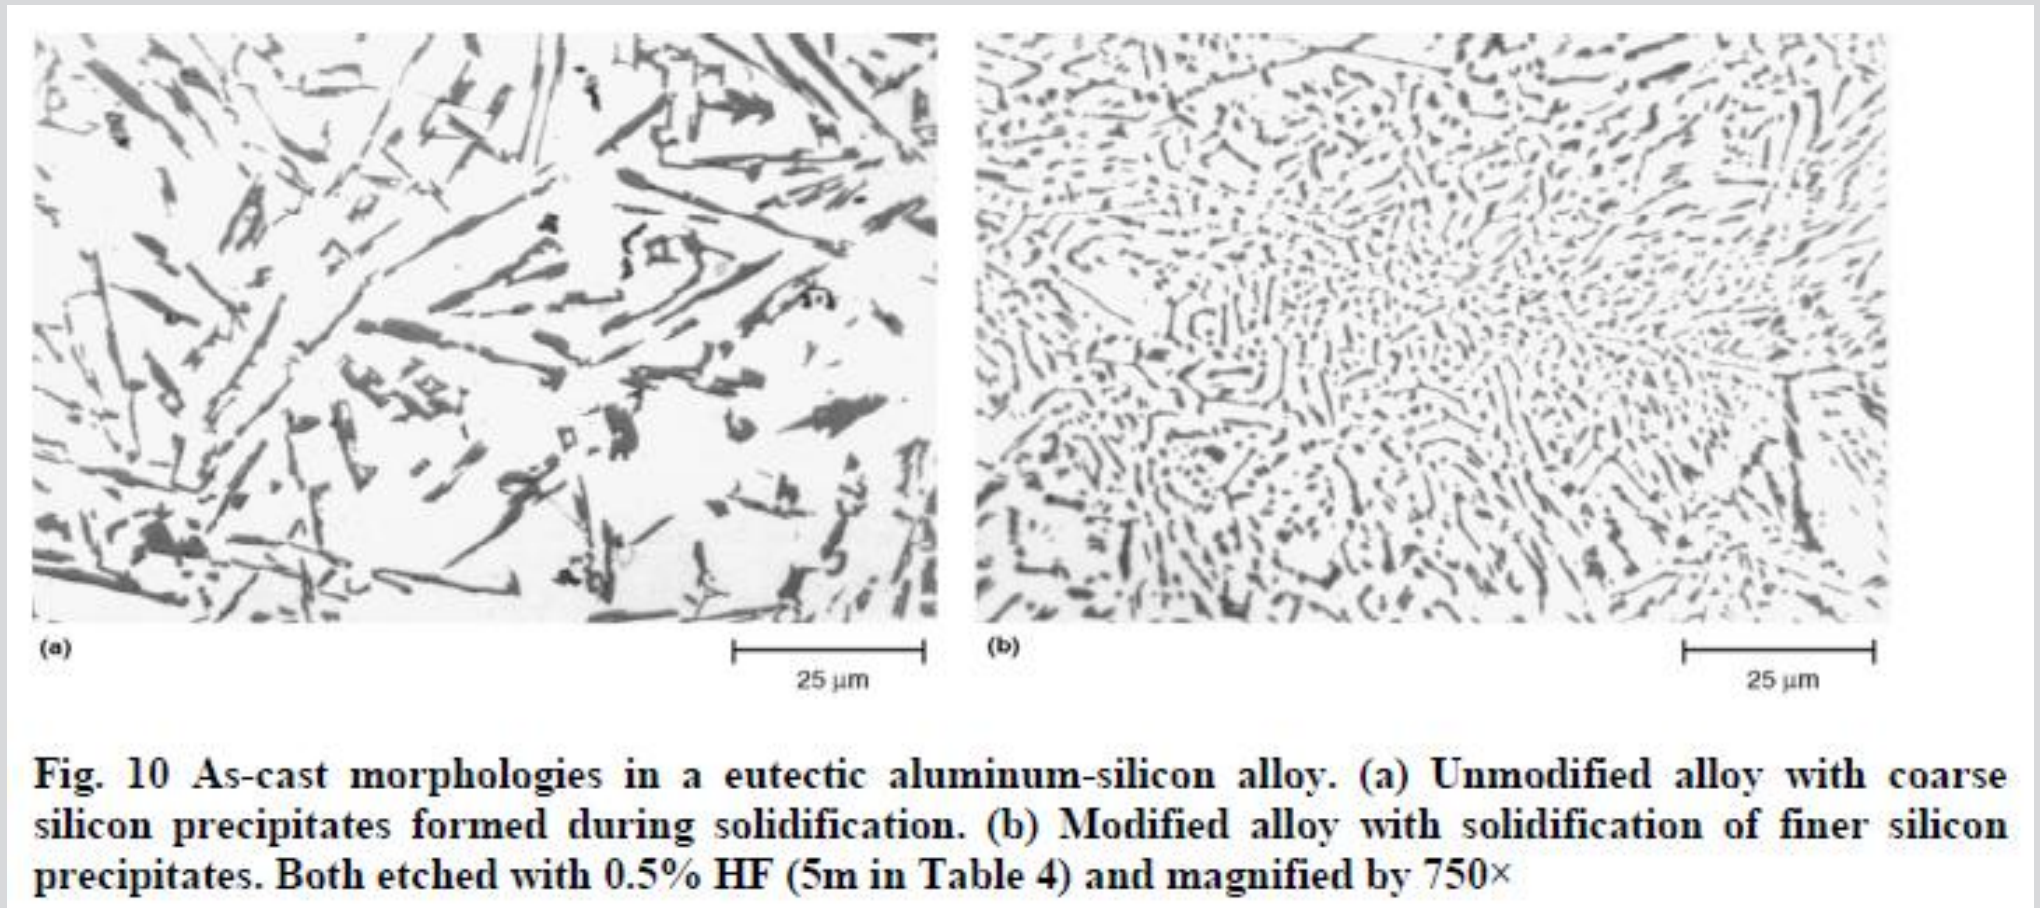 (a)
25 μm
(b)
25 μm
Fig. 10 As-cast morphologies in a eutectic aluminum-silicon alloy. (a) Unmodified alloy with coarse
silicon precipitates formed during solidification. (b) Modified alloy with solidification of finer silicon
precipitates. Both etched with 0.5% HF (5m in Table 4) and magnified by 750×